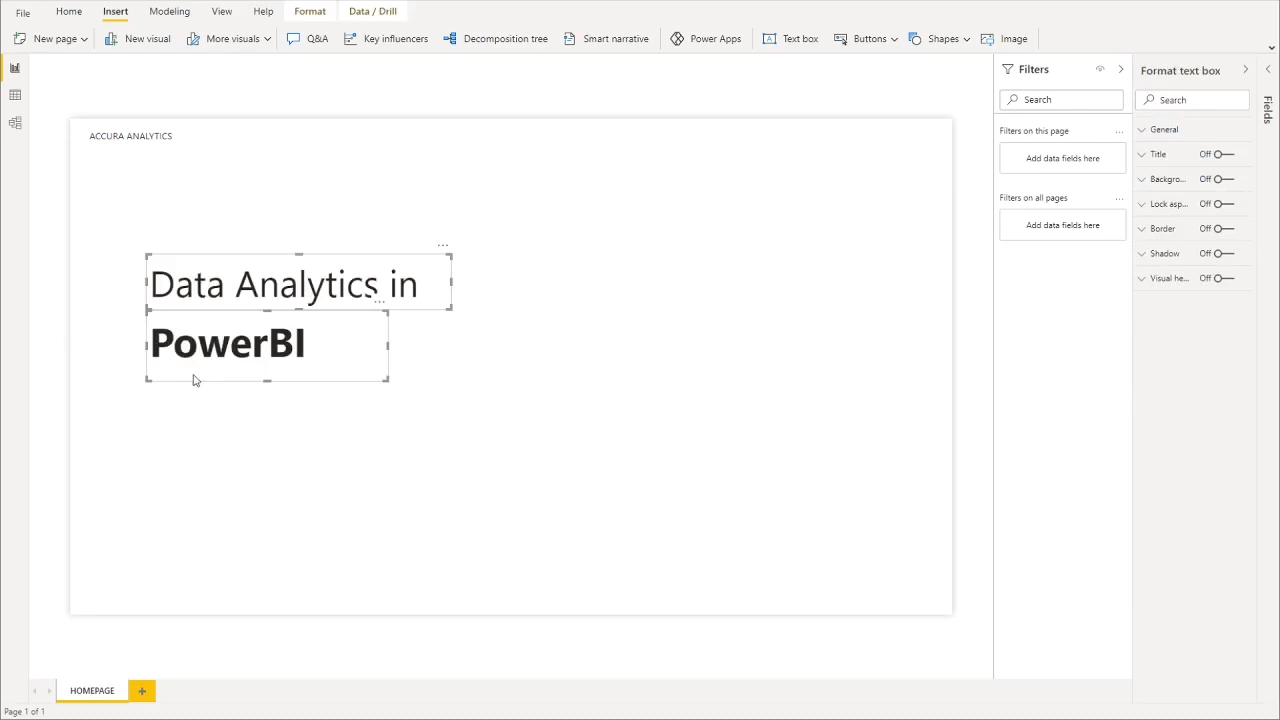 File Home Insert Modeling View Help Format Data / Drill
New page New visual More visuals Q&A Key influencers Decomposition tree Smart narrative Power Apps Text box Buttons Shapes Image
ACCURA ANALYTICS
Data Analytics in
PowerBI
Filters
Search
Filters on this page
Add data fields here
Filters on all pages
Add data fields here
Format text box
Search
General
Title Off
Backgro... Off
Lock asp... Off
Border Off
Shadow Off
Visual he... Off
Fields
HOMEPAGE
Page 1 of 1